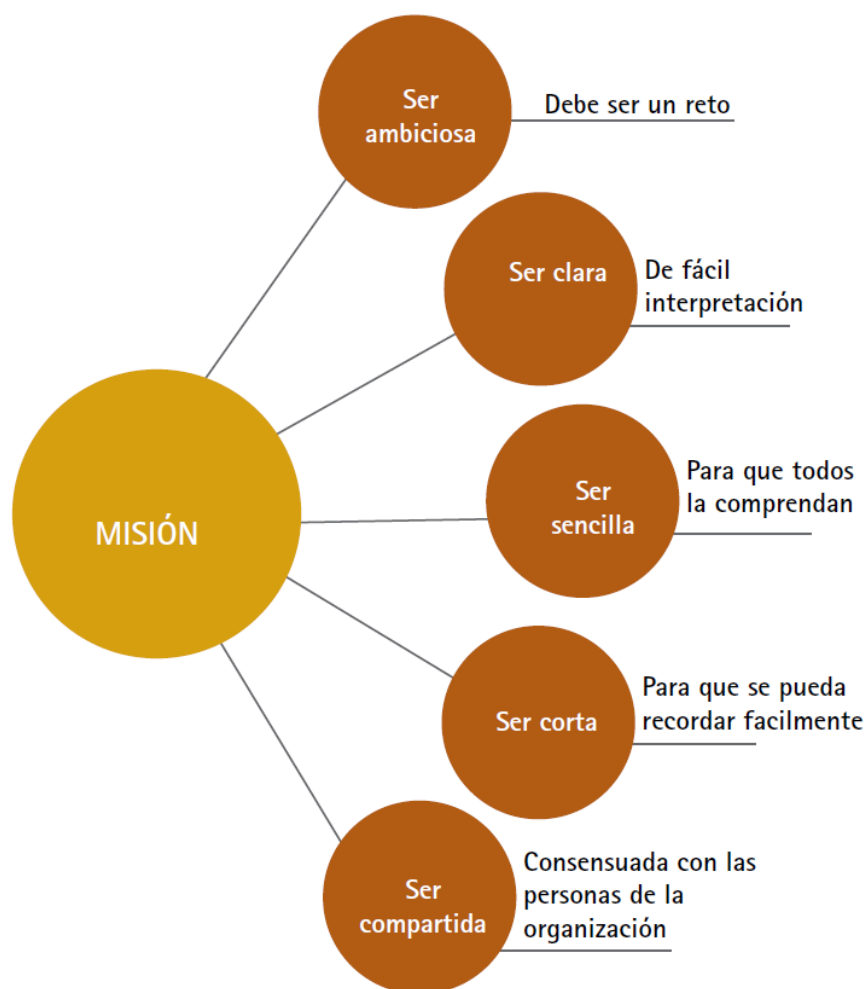 Ser
ambiciosa
Debe ser un reto
Ser clara
De fácil
interpretación
MISIÓN
Ser
sencilla
Para que todos
la comprendan
Ser corta
Para que se pueda
recordar facilmente
Ser
compartida
Consensuada con las
personas de la
organización